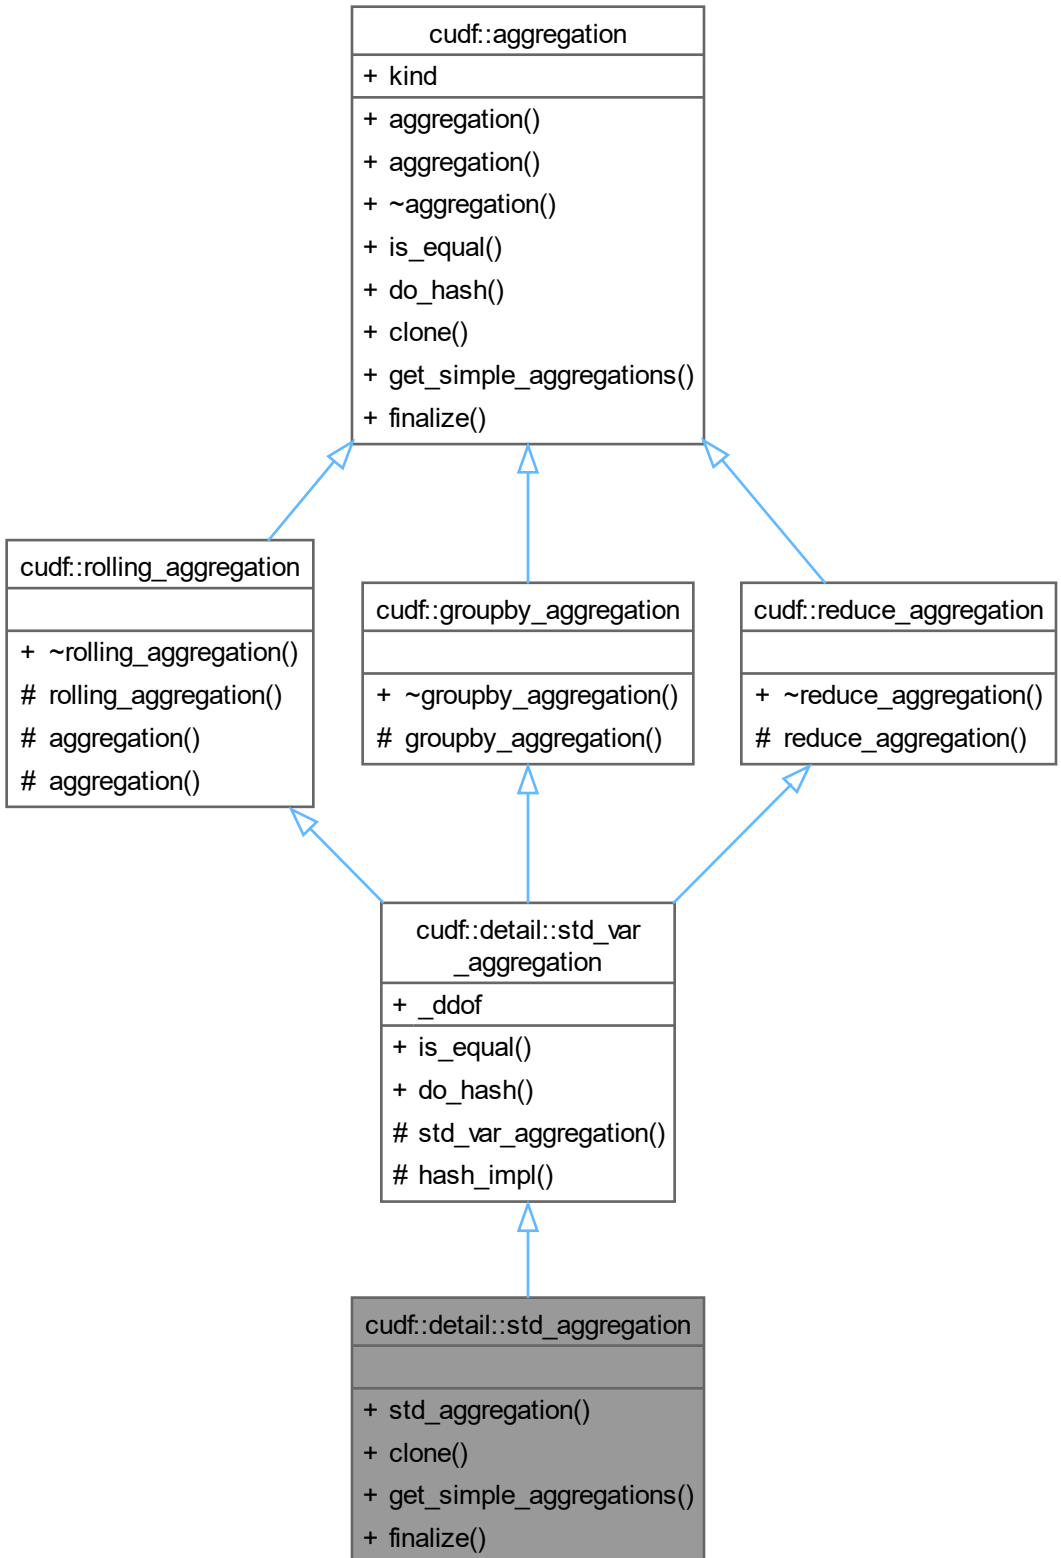 cudf::aggregation
+ kind
+ aggregation()
+ aggregation()
+ ~aggregation()
+ is_equal()
+ do_hash()
+ clone()
+ get_simple_aggregations()
+ finalize()
cudf::rolling_aggregation
+ ~rolling_aggregation()
# rolling_aggregation()
# aggregation()
# aggregation()
cudf::groupby_aggregation
+ ~groupby_aggregation()
# groupby_aggregation()
cudf::reduce_aggregation
+ ~reduce_aggregation()
# reduce_aggregation()
cudf::detail::std_var
_aggregation
+ _ddof
+ is_equal()
+ do_hash()
# std_var_aggregation()
# hash_impl()
cudf::detail::std_aggregation
+ std_aggregation()
+ clone()
+ get_simple_aggregations()
+ finalize()